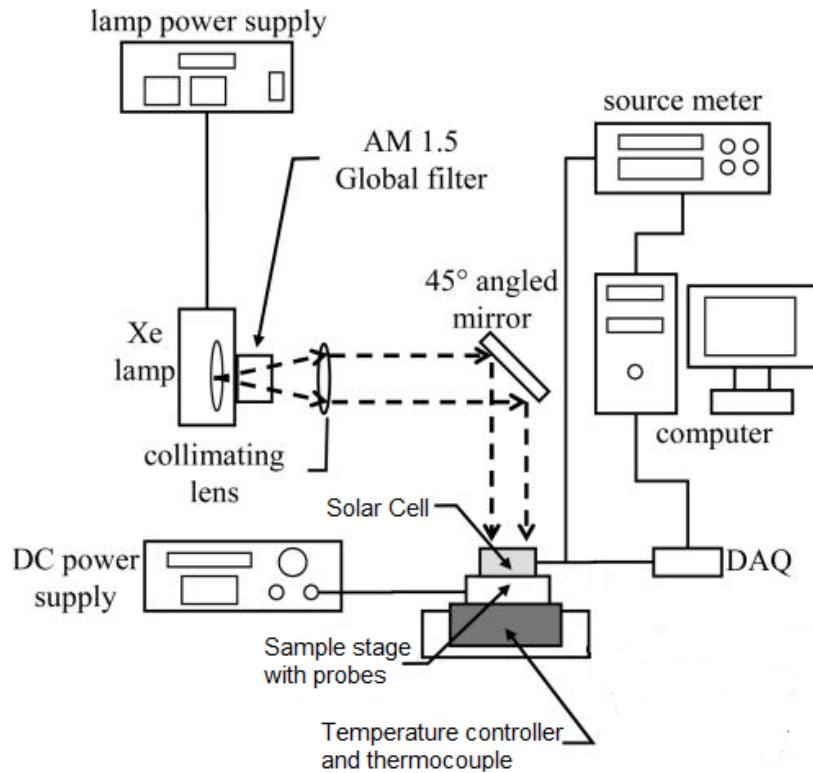 lamp power supply
source meter
AM 1.5
Global filter
45° angled
mirror
Xe
lamp
computer
collimating
lens
Solar Cell
DC power
supply
DAQ
Sample stage
with probes
Temperature controller
and thermocouple